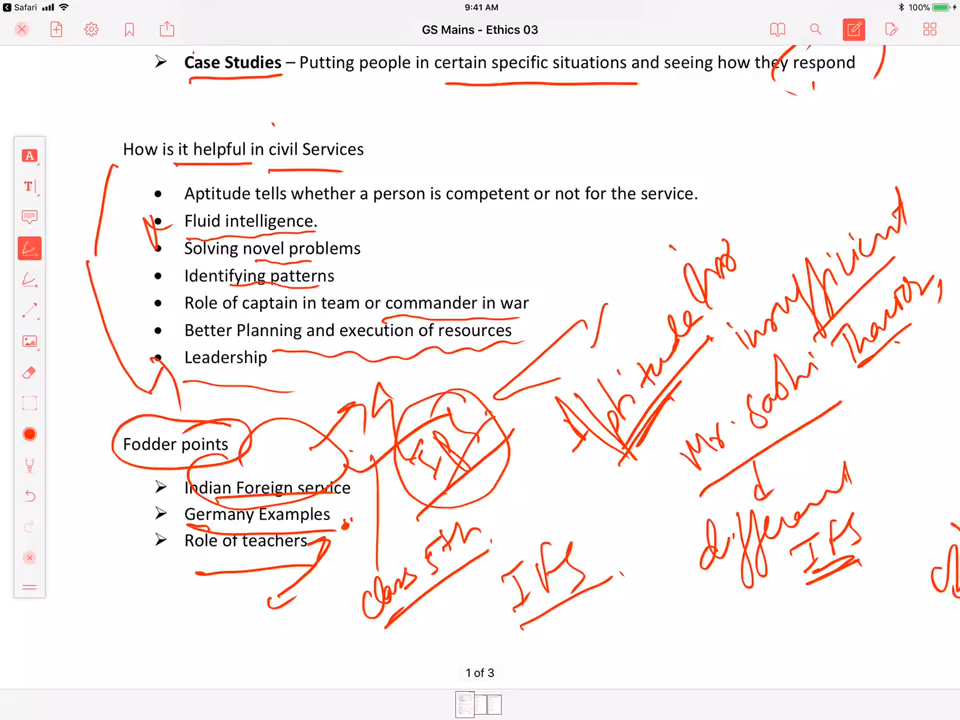 Safari
9:41 AM
100%
GS Mains - Ethics 03
➢ Case Studies – Putting people in certain specific situations and seeing how they respond
How is it helpful in civil Services
• Aptitude tells whether a person is competent or not for the service.
• Fluid intelligence.
• Solving novel problems
• Identifying patterns
• Role of captain in team or commander in war
• Better Planning and execution of resources
• Leadership
Fodder points
➢ Indian Foreign service
➢ Germany Examples
➢ Role of teachers
Class 5th.
IFS
Aptitude
insufficient
Mr. Sashi Tharoor,
different
IFS
1 of 3